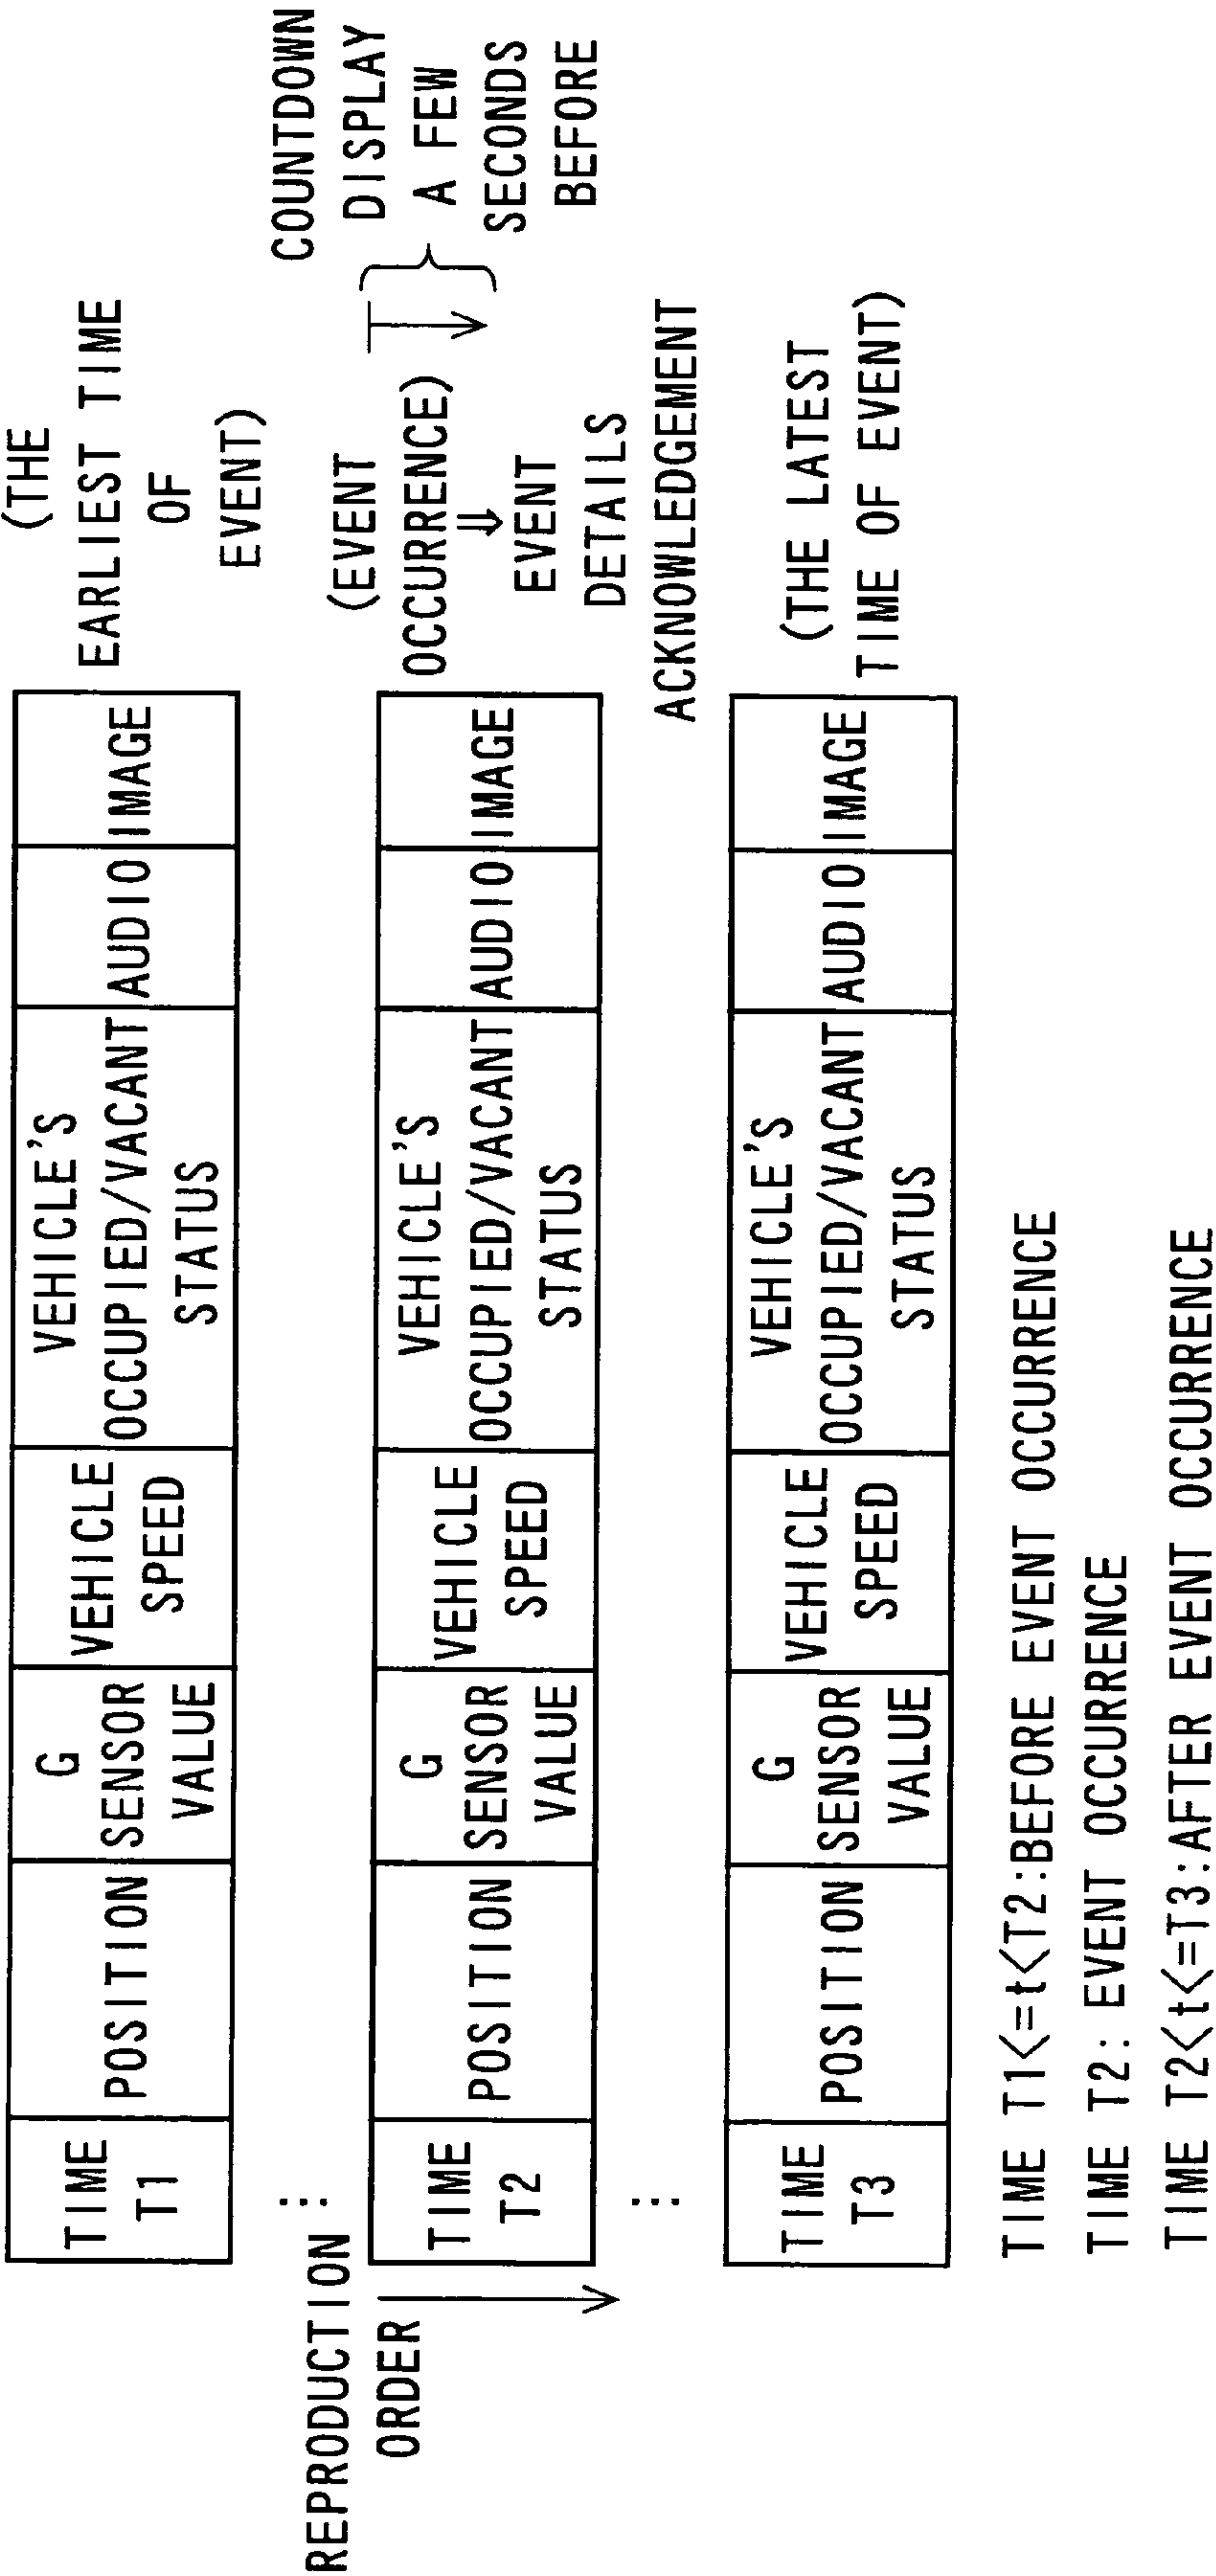 TIME
T1
POSITION
G
SENSOR
VALUE
VEHICLE
SPEED
VEHICLE'S
OCCUPIED/VACANT
STATUS
AUDIO
IMAGE
(THE
EARLIEST TIME
OF
EVENT)
REPRODUCTION
ORDER
⋮
TIME
T2
POSITION
G
SENSOR
VALUE
VEHICLE
SPEED
VEHICLE'S
OCCUPIED/VACANT
STATUS
AUDIO
IMAGE
(EVENT
OCCURRENCE)
⇓
EVENT
DETAILS
ACKNOWLEDGEMENT
COUNTDOWN
DISPLAY
A FEW
SECONDS
BEFORE
⋮
TIME
T3
POSITION
G
SENSOR
VALUE
VEHICLE
SPEED
VEHICLE'S
OCCUPIED/VACANT
STATUS
AUDIO
IMAGE
(THE LATEST
TIME OF EVENT)
TIME T1<=t<T2:BEFORE EVENT OCCURRENCE
TIME T2: EVENT OCCURRENCE
TIME T2<t<=T3:AFTER EVENT OCCURRENCE